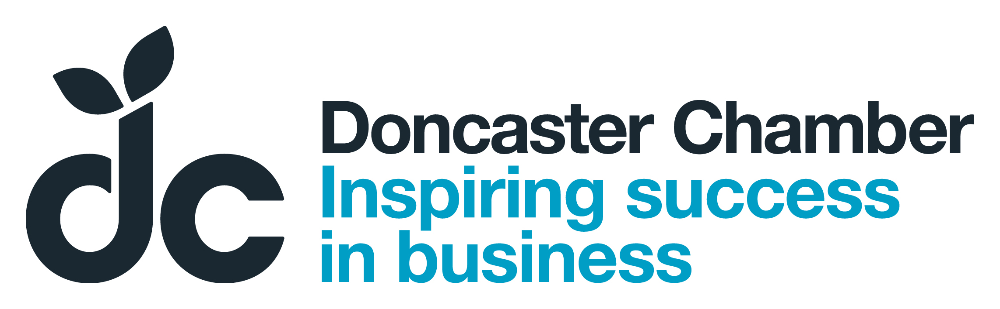 dc
Doncaster Chamber
Inspiring success
in business